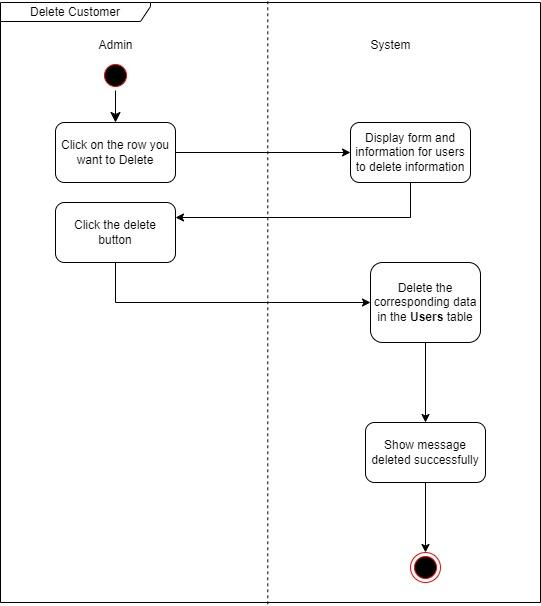 Delete Customer
Admin
System
Click on the row you
want to Delete
Display form and
information for users
to delete information
Click the delete
button
Delete the
corresponding data
in the Users table
Show message
deleted successfully